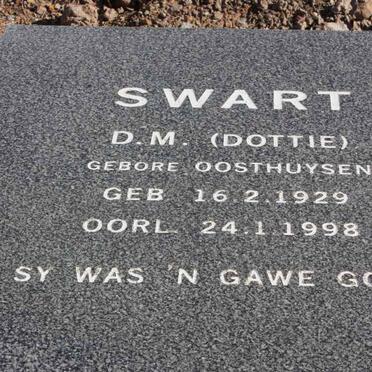 SWART
D.M. (DOTTIE)
GEBORE OOSTHUYSEN
GEB 16.2.1929
OORL. 24.1.1998
SY WAS 'N GAWE